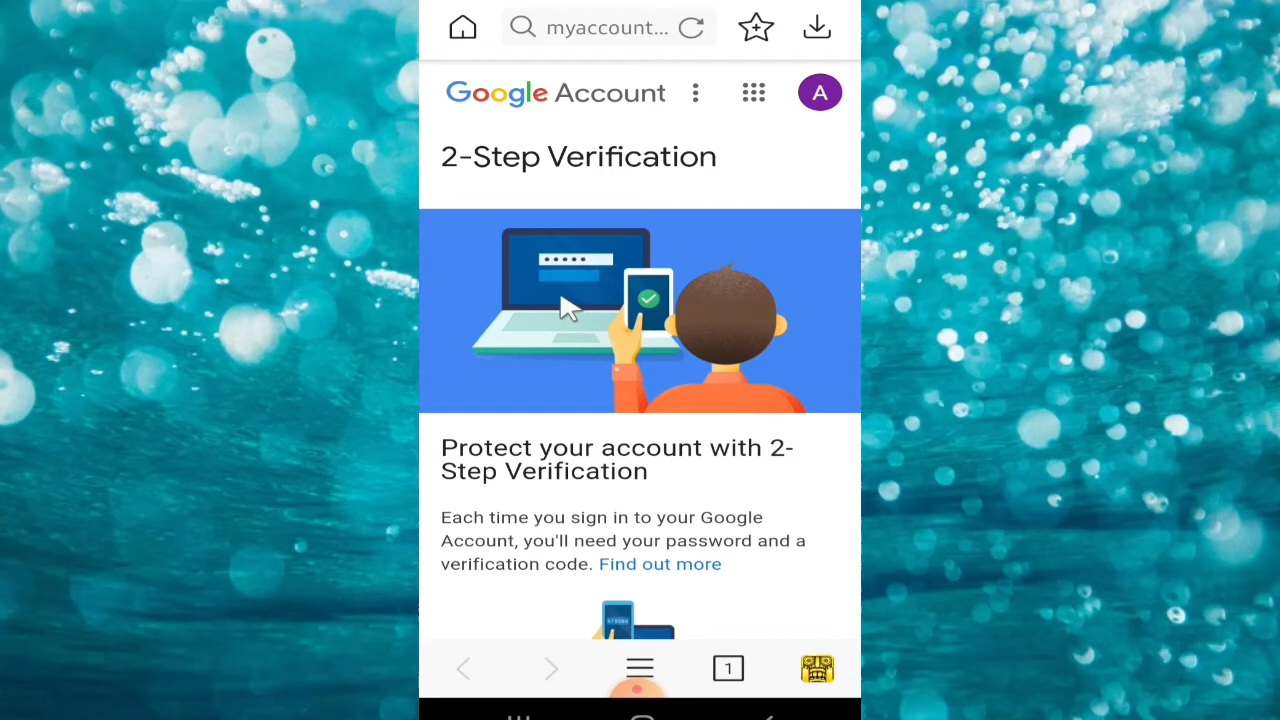 myaccount...
Google Account
A
2-Step Verification
Protect your account with 2-
Step Verification
Each time you sign in to your Google
Account, you'll need your password and a
verification code. Find out more
1